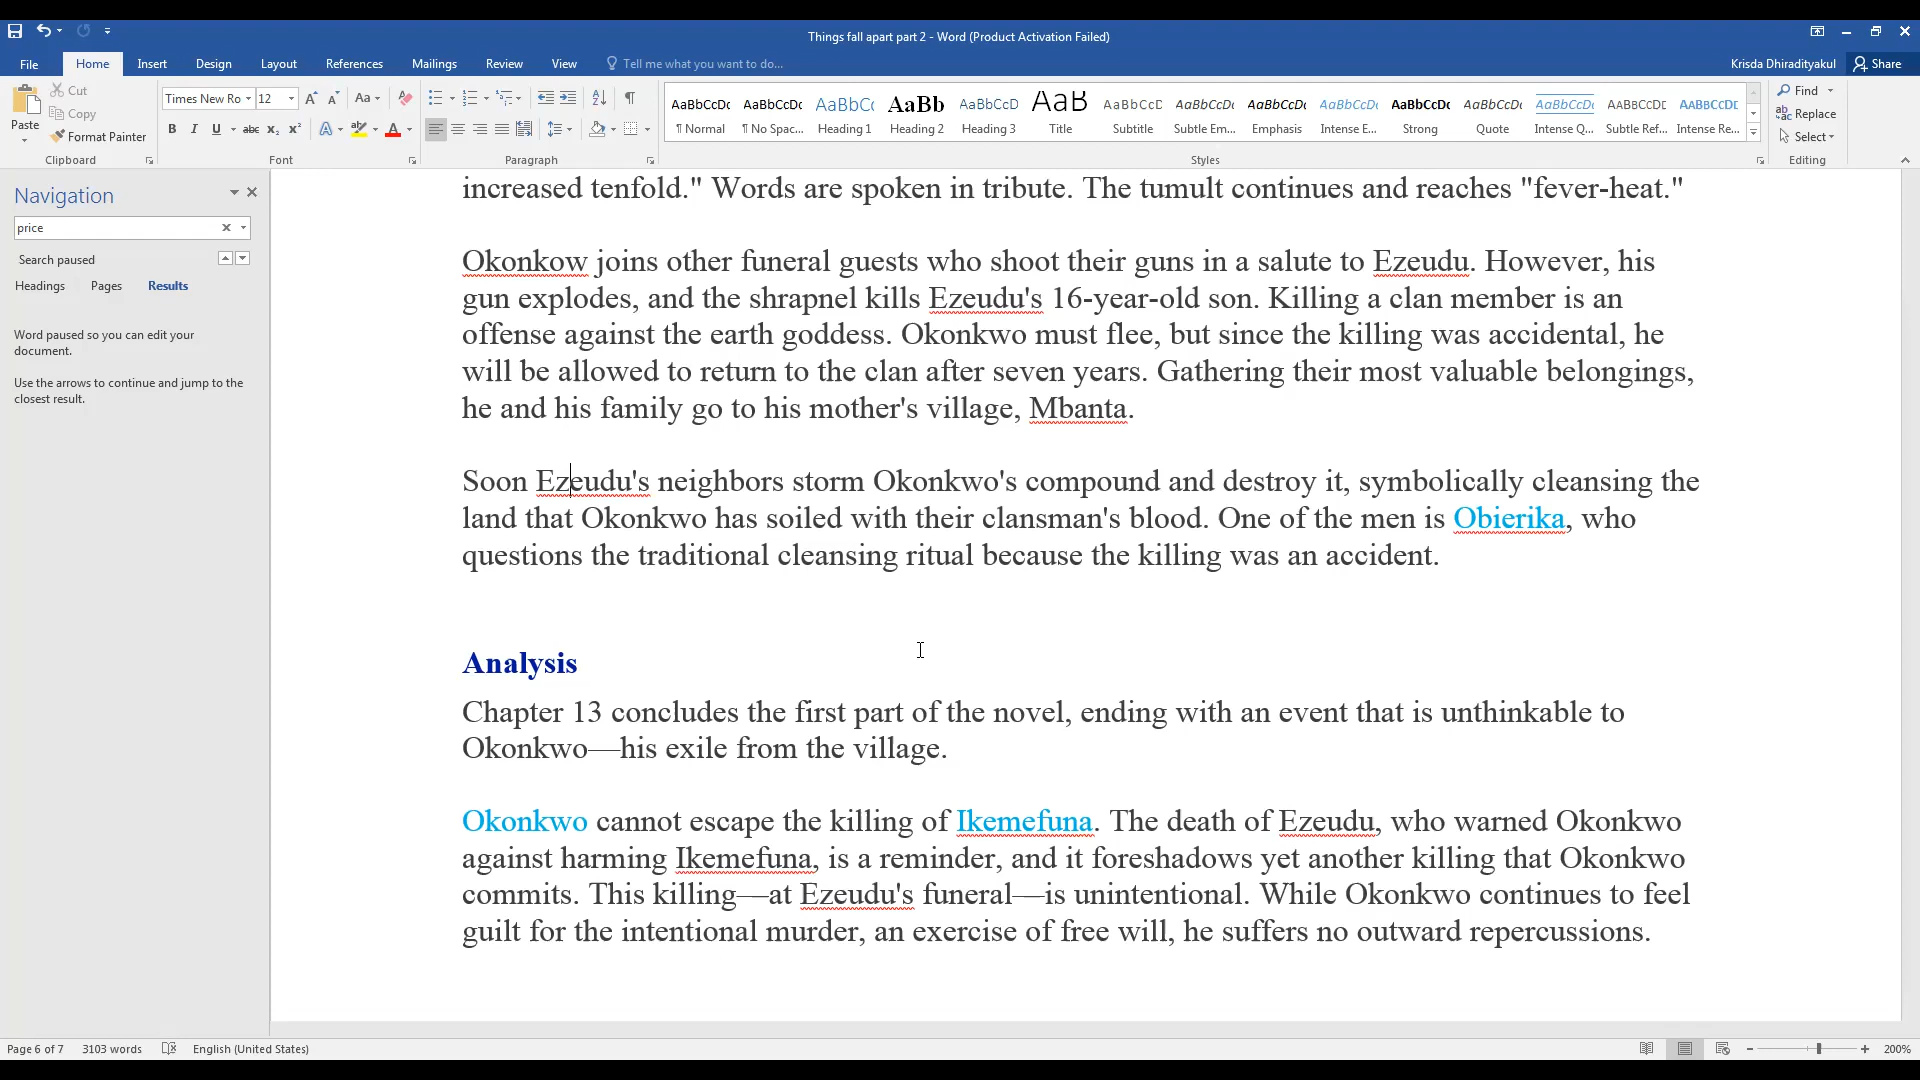 Things fall apart part 2 - Word (Product Activation Failed)
File Home Insert Design Layout References Mailings Review View Tell me what you want to do... Krisda Dhiradityakul Share
Paste
Cut
Copy
Format Painter
Clipboard
Times New Ro 12
Font
Paragraph
AaBbCcDc AaBbCcDc AaBbC( AaBb AaBbCcD AaB AaBbCcD AaBbCcDc AaBbCcDc AaBbCcDc AaBbCcDc AaBbCcDc AaBbCcDc AABBCCDE AABBCCDE
¶ Normal ¶ No Spac... Heading 1 Heading 2 Heading 3 Title Subtitle Subtle Em... Emphasis Intense E... Strong Quote Intense Q... Subtle Ref... Intense Re...
Styles
Find
Replace
Select
Editing
Navigation
price
Search paused
Headings Pages Results
Word paused so you can edit your
document.
Use the arrows to continue and jump to the
closest result.
increased tenfold." Words are spoken in tribute. The tumult continues and reaches "fever-heat."
Okonkow joins other funeral guests who shoot their guns in a salute to Ezeudu. However, his
gun explodes, and the shrapnel kills Ezeudu's 16-year-old son. Killing a clan member is an
offense against the earth goddess. Okonkwo must flee, but since the killing was accidental, he
will be allowed to return to the clan after seven years. Gathering their most valuable belongings,
he and his family go to his mother's village, Mbanta.
Soon Ezeudu's neighbors storm Okonkwo's compound and destroy it, symbolically cleansing the
land that Okonkwo has soiled with their clansman's blood. One of the men is Obierika, who
questions the traditional cleansing ritual because the killing was an accident.
Analysis
Chapter 13 concludes the first part of the novel, ending with an event that is unthinkable to
Okonkwo—his exile from the village.
Okonkwo cannot escape the killing of Ikemefuna. The death of Ezeudu, who warned Okonkwo
against harming Ikemefuna, is a reminder, and it foreshadows yet another killing that Okonkwo
commits. This killing—at Ezeudu's funeral—is unintentional. While Okonkwo continues to feel
guilt for the intentional murder, an exercise of free will, he suffers no outward repercussions.
Page 6 of 7 3103 words English (United States) 200%